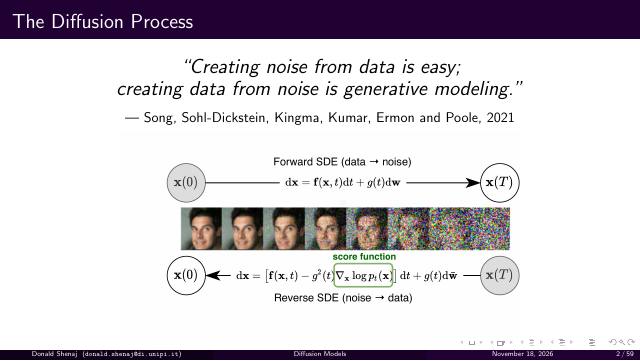 The Diffusion Process
“Creating noise from data is easy;
creating data from noise is generative modeling.”
— Song, Sohl-Dickstein, Kingma, Kumar, Ermon and Poole, 2021
Forward SDE (data → noise)
x(0) dx = f(x, t)dt + g(t)dw x(T)
score function
x(0) dx = [f(x, t) − g²(t)∇ₓ log pₜ(x)] dt + g(t)dw̄ x(T)
Reverse SDE (noise → data)
Donald Shenaj (donald.shenaj@di.unipi.it) Diffusion Models November 18, 2026 2 / 59